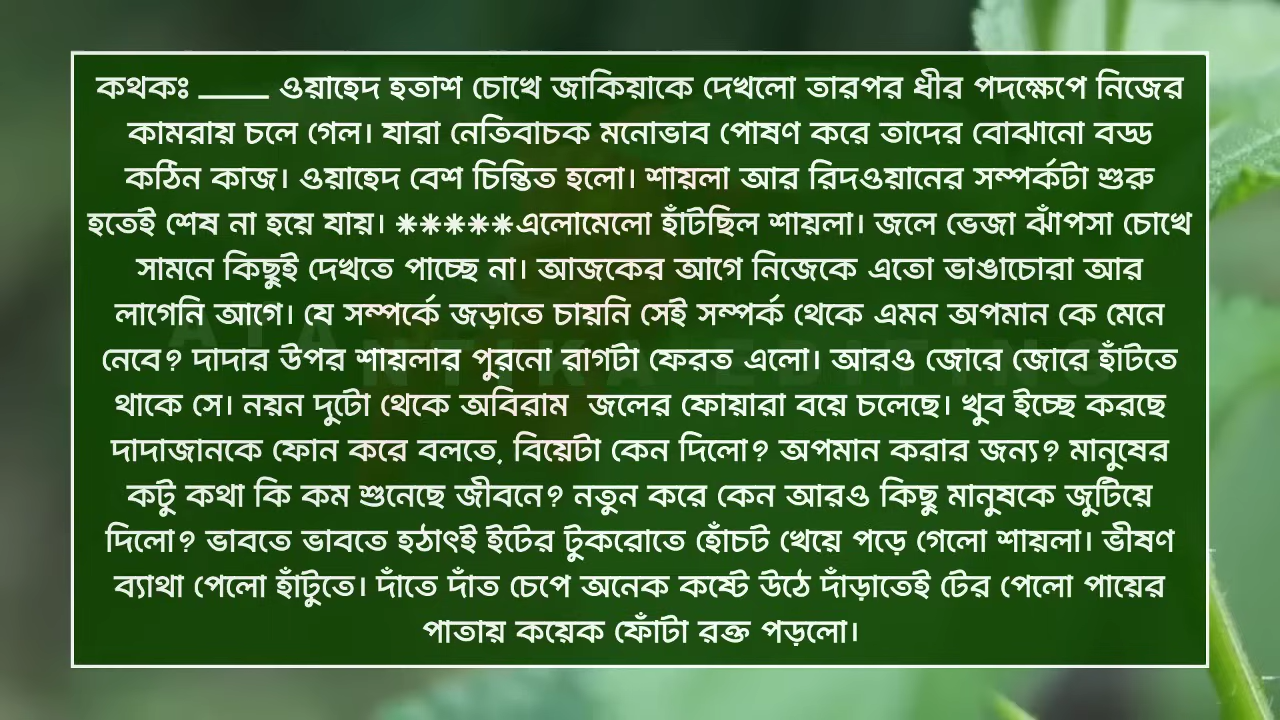 কথকঃ ____ ওয়াহেদ হতাশ চোখে জাকিয়াকে দেখলো তারপর ধীর পদক্ষেপে নিজের
কামরায় চলে গেল। যারা নেতিবাচক মনোভাব পোষণ করে তাদের বোঝানো বড্ড
কঠিন কাজ। ওয়াহেদ বেশ চিন্তিত হলো। শায়লা আর রিদওয়ানের সম্পর্কটা শুরু
হতেই শেষ না হয়ে যায়। *****এলোমেলো হাঁটছিল শায়লা। জলে ভেজা ঝাঁপসা চোখে
সামনে কিছুই দেখতে পাচ্ছে না। আজকের আগে নিজেকে এতো ভাঙাচোরা আর
লাগেনি আগে। যে সম্পর্কে জড়াতে চায়নি সেই সম্পর্ক থেকে এমন অপমান কে মেনে
নেবে? দাদার উপর শায়লার পুরনো রাগটা ফেরত এলো। আরও জোরে জোরে হাঁটতে
থাকে সে। নয়ন দুটো থেকে অবিরাম  জলের ফোয়ারা বয়ে চলেছে। খুব ইচ্ছে করছে
দাদাজানকে ফোন করে বলতে, বিয়েটা কেন দিলো? অপমান করার জন্য? মানুষের
কটু কথা কি কম শুনেছে জীবনে? নতুন করে কেন আরও কিছু মানুষকে জুটিয়ে
দিলো? ভাবতে ভাবতে হঠাৎই ইটের টুকরোতে হোঁচট খেয়ে পড়ে গেলো শায়লা। ভীষণ
ব্যাথা পেলো হাঁটুতে। দাঁতে দাঁত চেপে অনেক কষ্টে উঠে দাঁড়াতেই টের পেলো পায়ের
পাতায় কয়েক ফোঁটা রক্ত পড়লো।